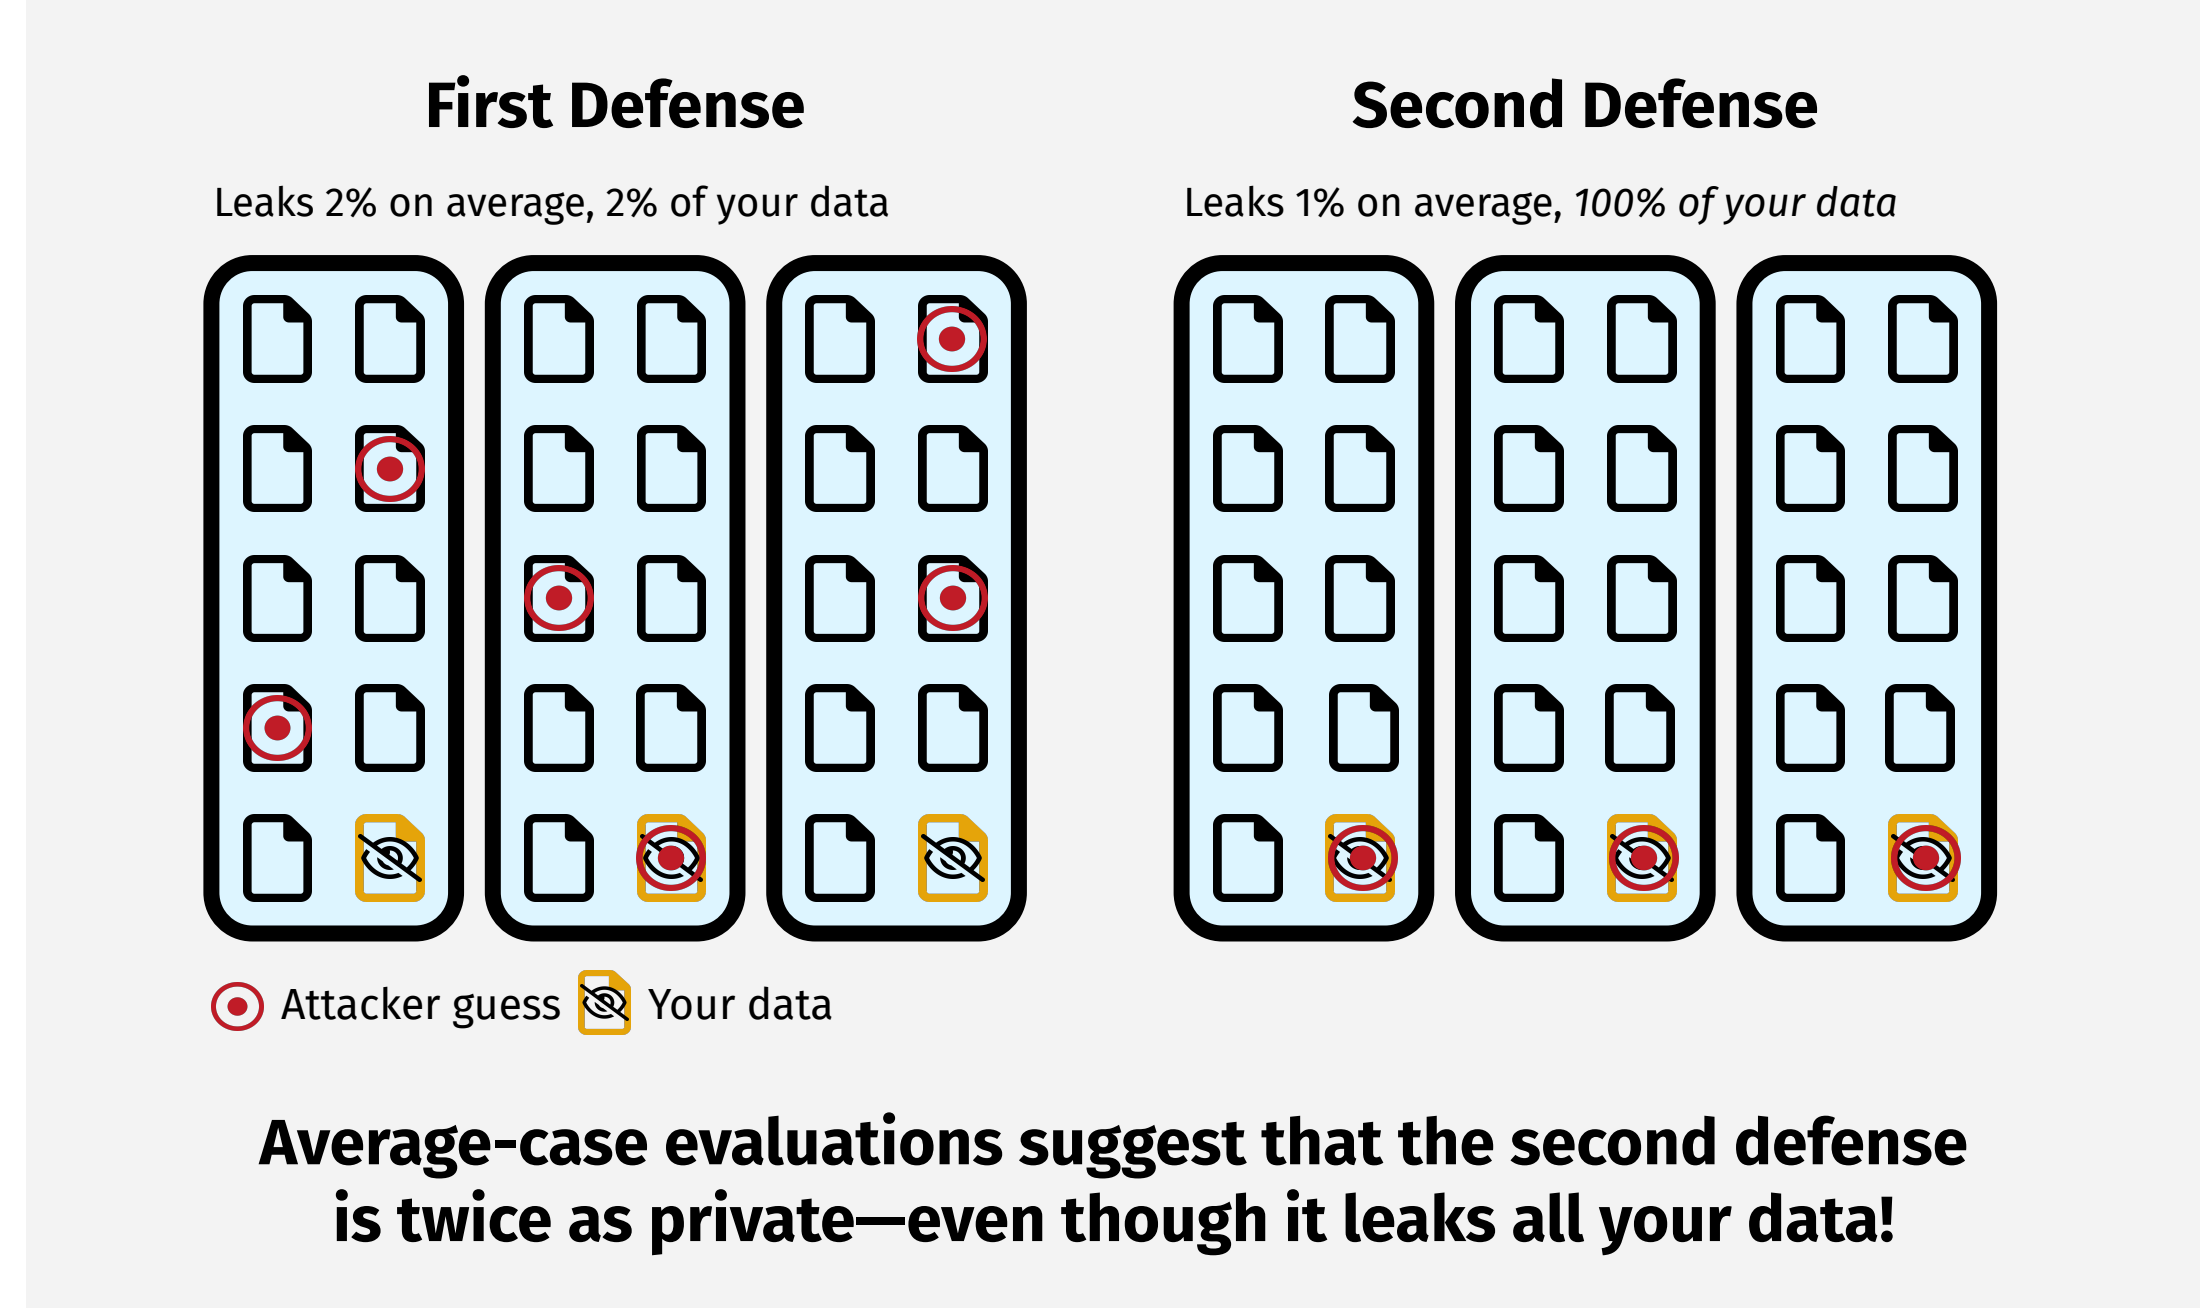 First Defense
Leaks 2% on average, 2% of your data
Second Defense
Leaks 1% on average, 100% of your data
Attacker guess
Your data
Average-case evaluations suggest that the second defense
is twice as private—even though it leaks all your data!